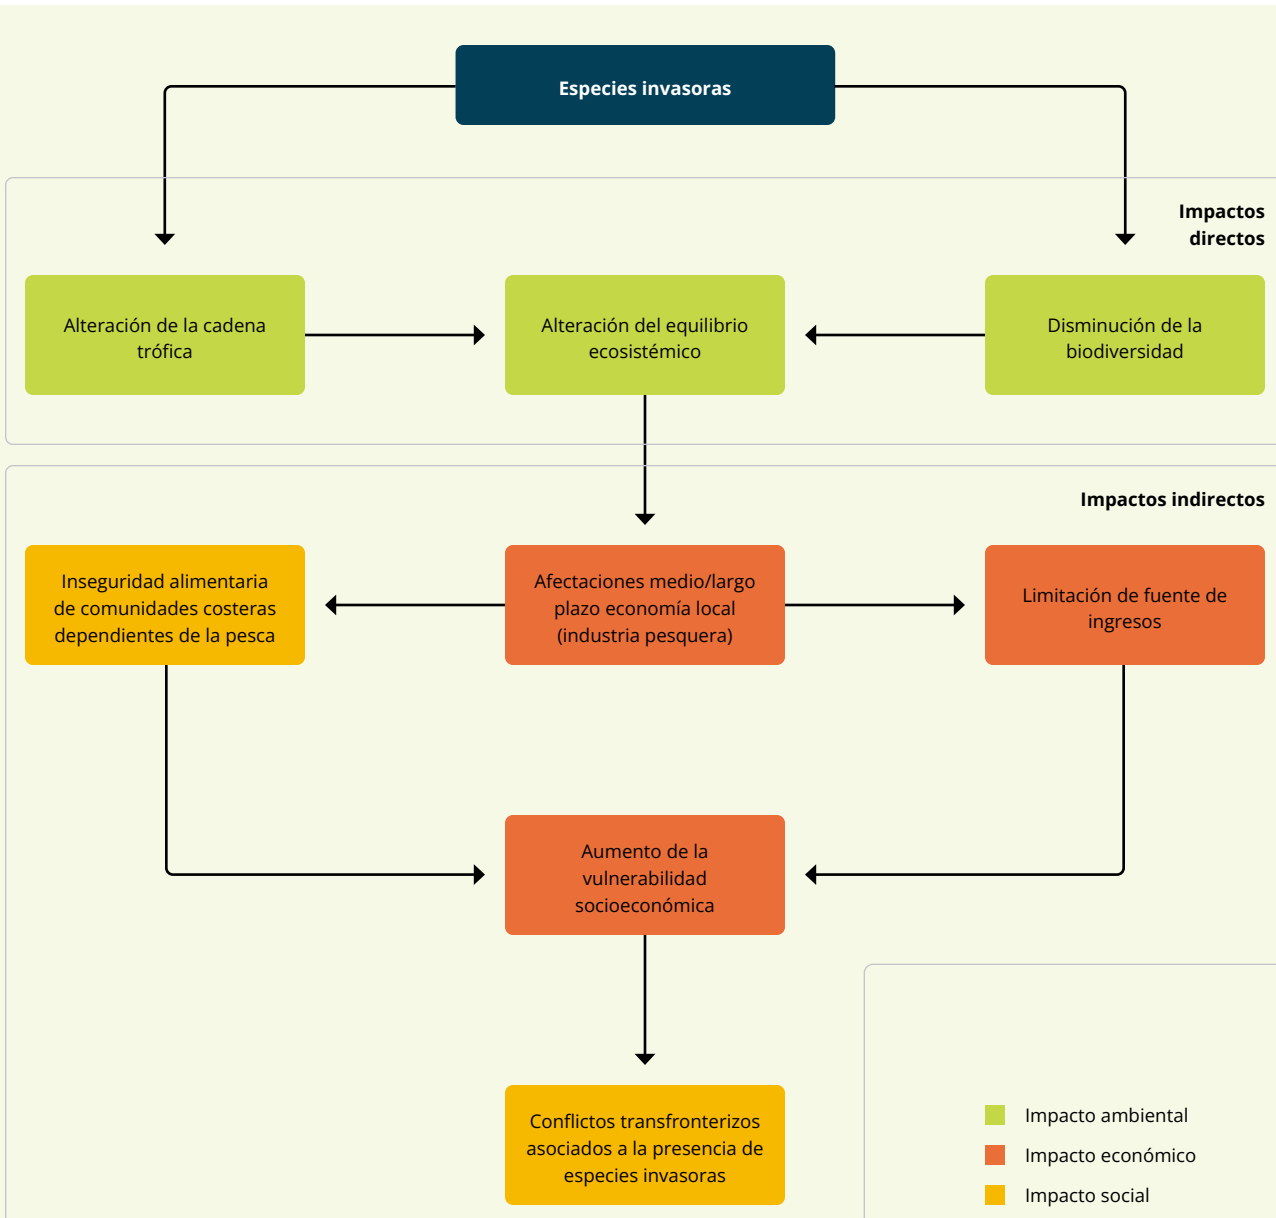 Especies invasoras
Impactos
directos
Alteración de la cadena
trófica
Alteración del equilibrio
ecosistémico
Disminución de la
biodiversidad
Impactos indirectos
Inseguridad alimentaria
de comunidades costeras
dependientes de la pesca
Afectaciones medio/largo
plazo economía local
(industria pesquera)
Limitación de fuente de
ingresos
Aumento de la
vulnerabilidad
socioeconómica
Conflictos transfronterizos
asociados a la presencia de
especies invasoras
Impacto ambiental
Impacto económico
Impacto social